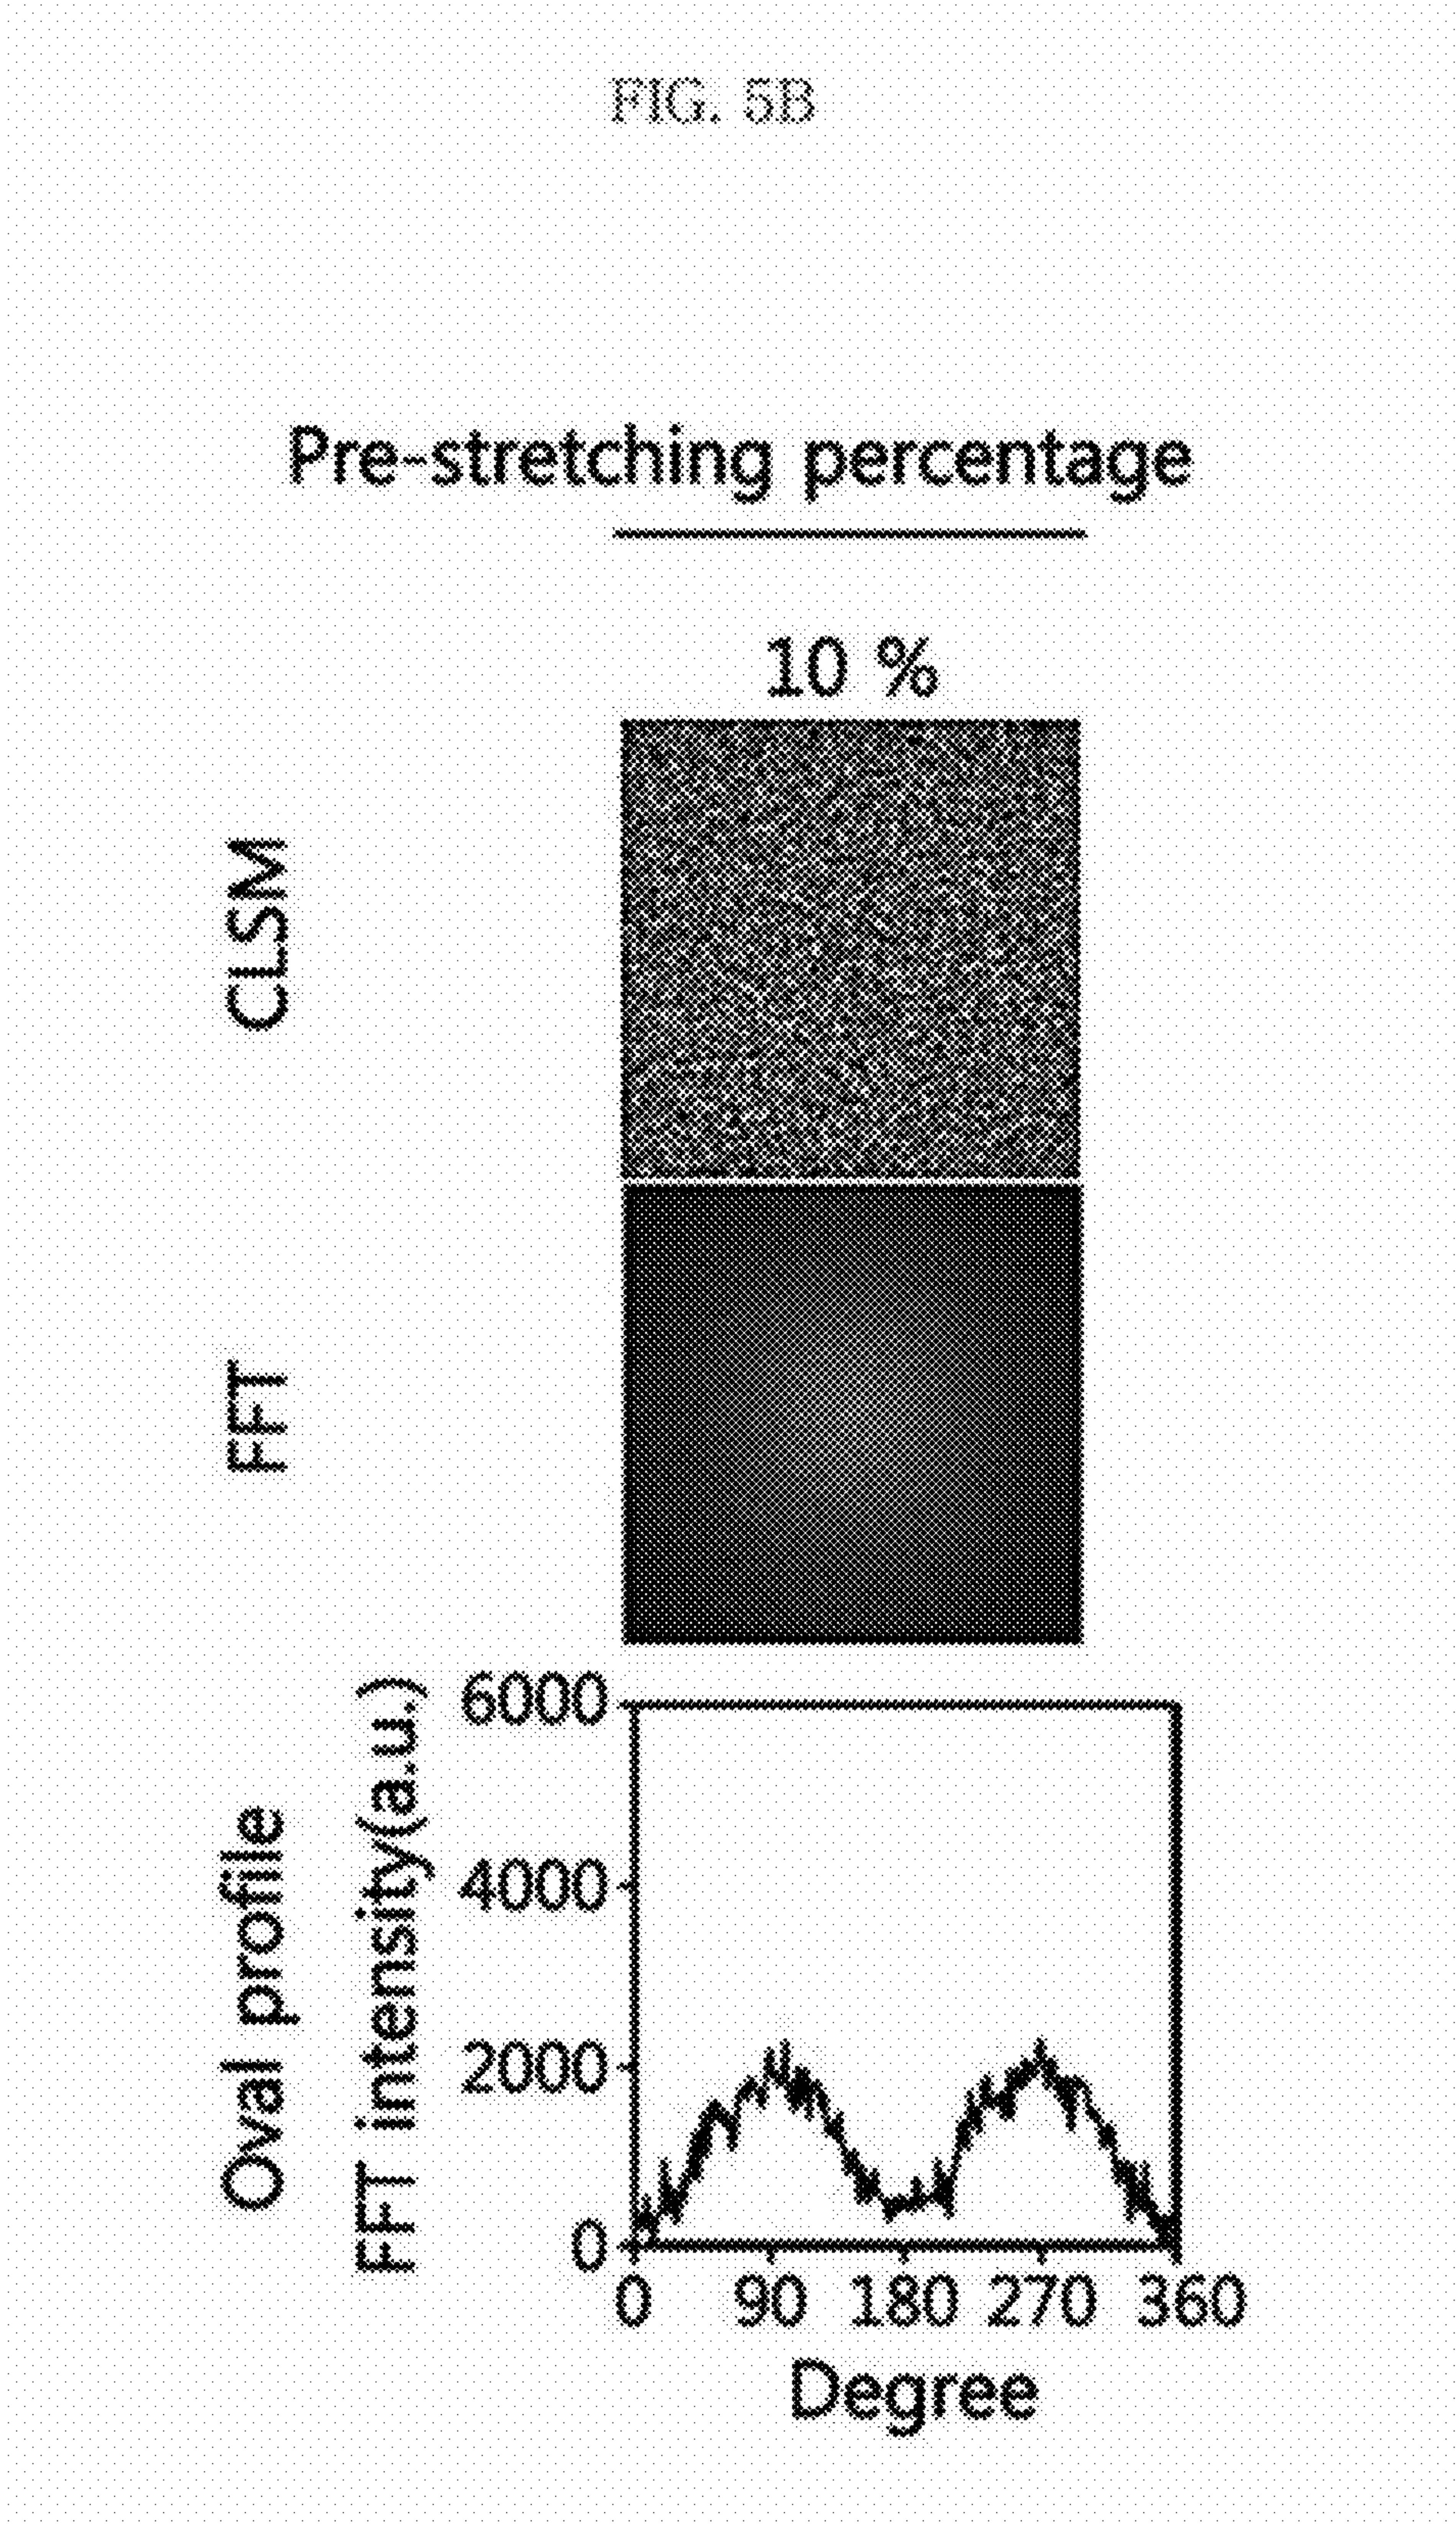 FIG. 5B
Pre-stretching percentage
10 %
CLSM
FFT
Oval profile
FFT intensity(a.u.)
6000
4000
2000
0
0 90 180 270 360
Degree